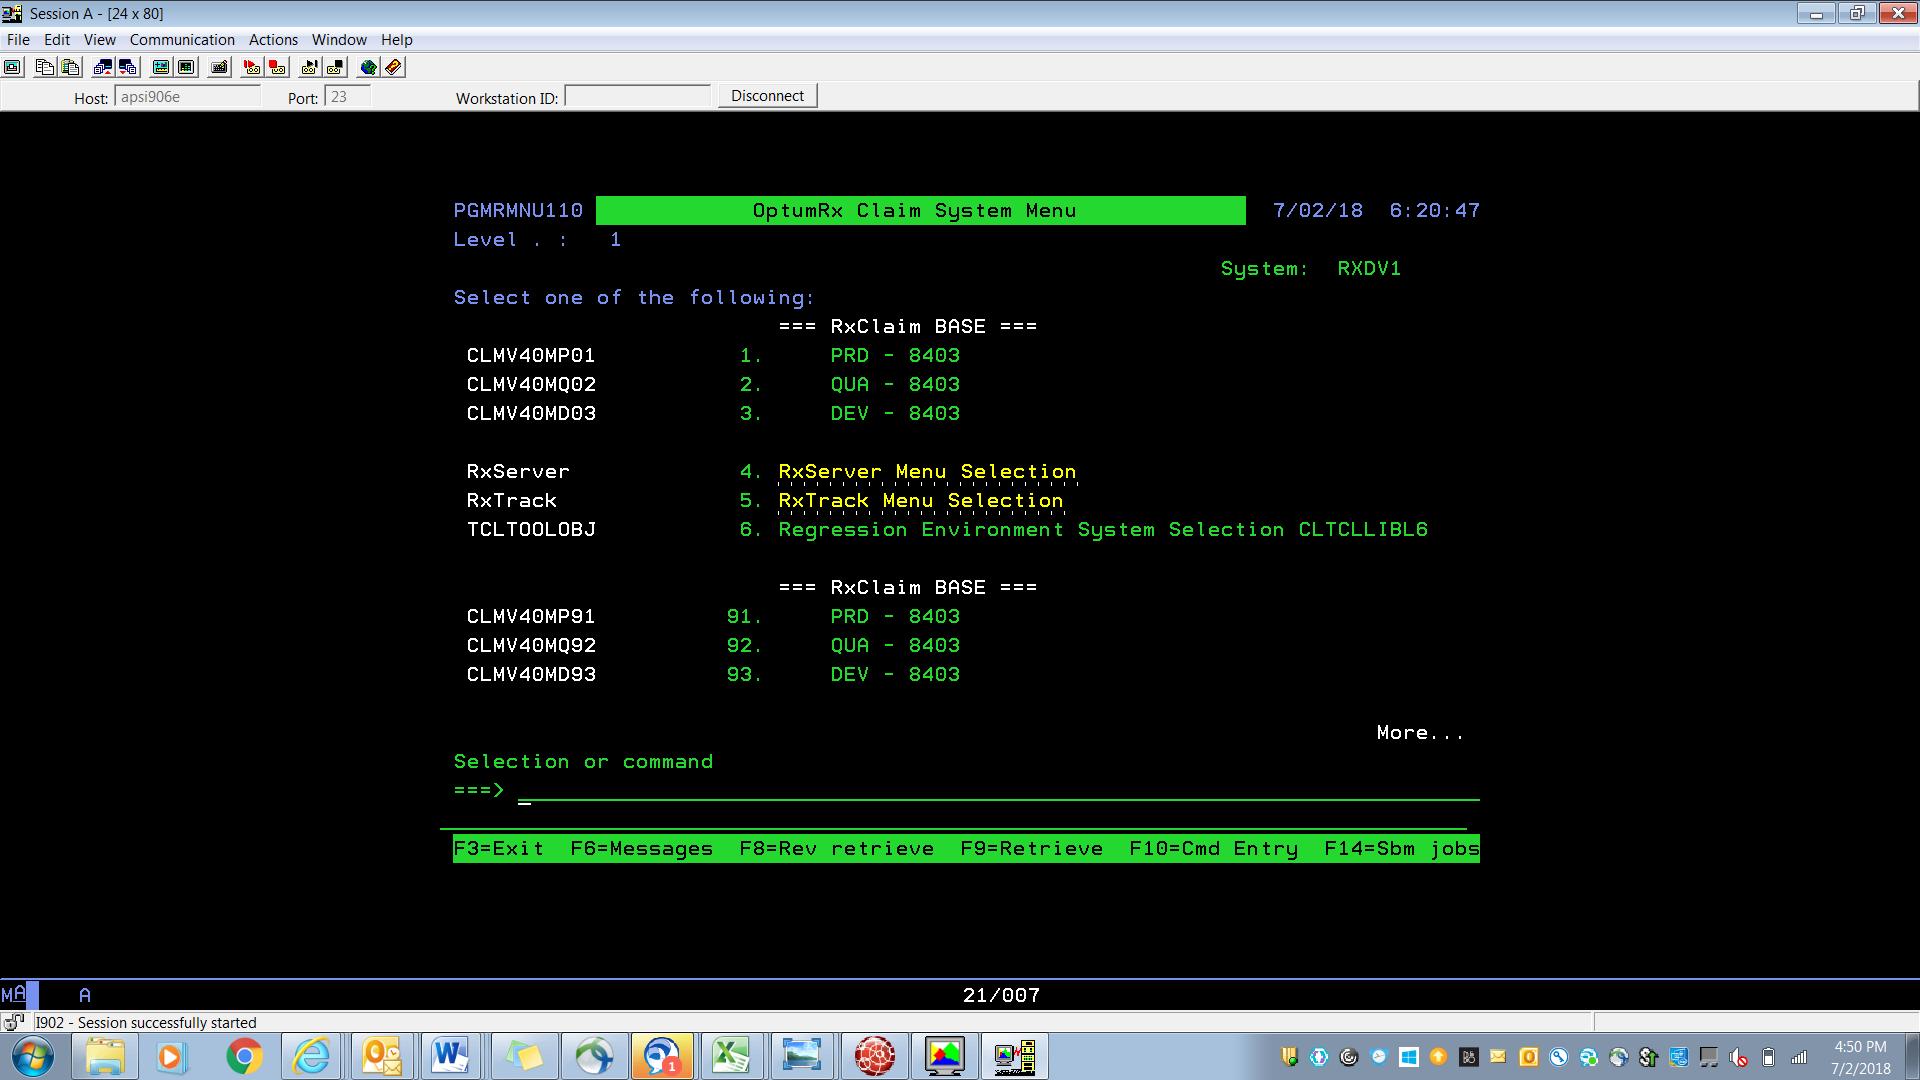 Session A - [24 x 80]
File Edit View Communication Actions Window Help
Host: apsi906e Port: 23 Workstation ID: Disconnect
PGMRMNU110 OptumRx Claim System Menu 7/02/18 6:20:47
Level . : 1
System: RXDV1
Select one of the following:
=== RxClaim BASE ===
CLMV40MP01 1. PRD - 8403
CLMV40MQ02 2. QUA - 8403
CLMV40MD03 3. DEV - 8403
RxServer 4. RxServer Menu Selection
RxTrack 5. RxTrack Menu Selection
TCLTOOLOBJ 6. Regression Environment System Selection CLTCLLIBL6
=== RxClaim BASE ===
CLMV40MP91 91. PRD - 8403
CLMV40MQ92 92. QUA - 8403
CLMV40MD93 93. DEV - 8403
More...
Selection or command
===> _
F3=Exit F6=Messages F8=Rev retrieve F9=Retrieve F10=Cmd Entry F14=Sbm jobs
MA A 21/007
I902 - Session successfully started
4:50 PM
7/2/2018